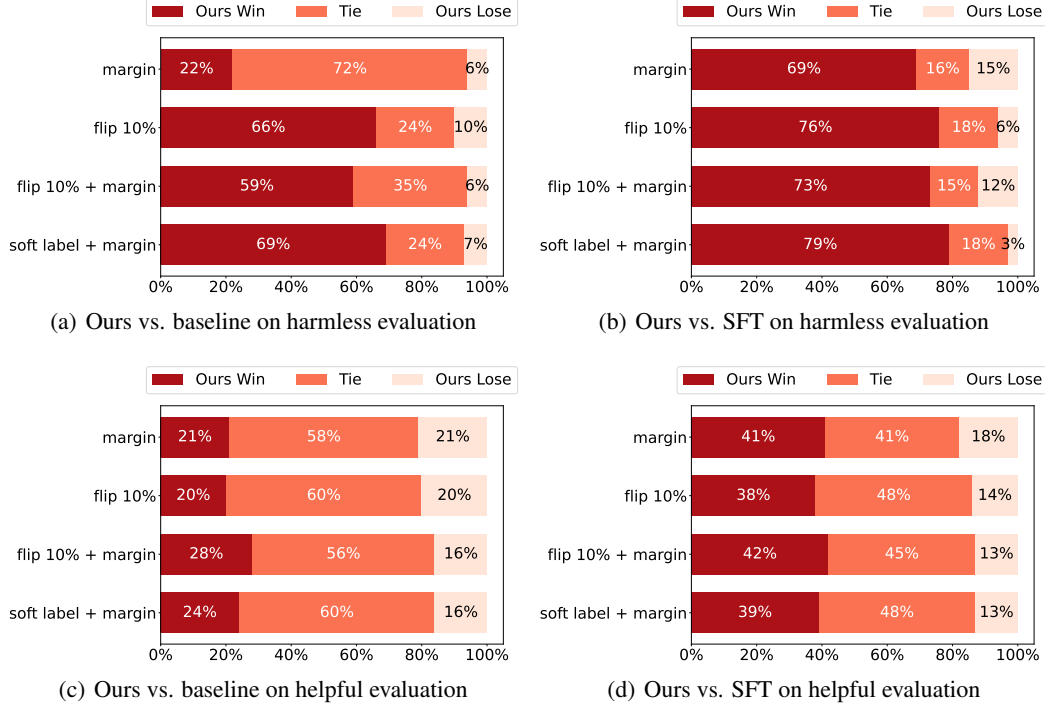 Ours Win Tie Ours Lose
margin 22% 72% 6%
flip 10% 66% 24% 10%
flip 10% + margin 59% 35% 6%
soft label + margin 69% 24% 7%
0% 20% 40% 60% 80% 100%
(a) Ours vs. baseline on harmless evaluation
Ours Win Tie Ours Lose
margin 69% 16% 15%
flip 10% 76% 18% 6%
flip 10% + margin 73% 15% 12%
soft label + margin 79% 18% 3%
0% 20% 40% 60% 80% 100%
(b) Ours vs. SFT on harmless evaluation
Ours Win Tie Ours Lose
margin 21% 58% 21%
flip 10% 20% 60% 20%
flip 10% + margin 28% 56% 16%
soft label + margin 24% 60% 16%
0% 20% 40% 60% 80% 100%
(c) Ours vs. baseline on helpful evaluation
Ours Win Tie Ours Lose
margin 41% 41% 18%
flip 10% 38% 48% 14%
flip 10% + margin 42% 45% 13%
soft label + margin 39% 48% 13%
0% 20% 40% 60% 80% 100%
(d) Ours vs. SFT on helpful evaluation